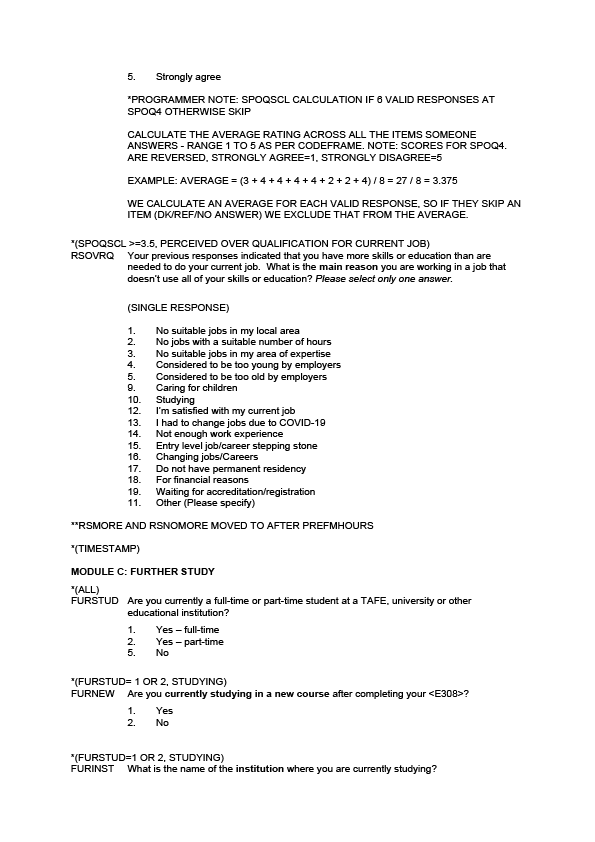 5. Strongly agree
*PROGRAMMER NOTE: SPOQSCL CALCULATION IF 6 VALID RESPONSES AT
SPOQ4 OTHERWISE SKIP
CALCULATE THE AVERAGE RATING ACROSS ALL THE ITEMS SOMEONE
ANSWERS - RANGE 1 TO 5 AS PER CODEFRAME. NOTE: SCORES FOR SPOQ4.
ARE REVERSED, STRONGLY AGREE=1, STRONGLY DISAGREE=5
EXAMPLE: AVERAGE = (3 + 4 + 4 + 4 + 4 + 2 + 2 + 4) / 8 = 27 / 8 = 3.375
WE CALCULATE AN AVERAGE FOR EACH VALID RESPONSE, SO IF THEY SKIP AN
ITEM (DK/REF/NO ANSWER) WE EXCLUDE THAT FROM THE AVERAGE.
*(SPOQSCL >=3.5, PERCEIVED OVER QUALIFICATION FOR CURRENT JOB)
RSOVRQ Your previous responses indicated that you have more skills or education than are
needed to do your current job. What is the main reason you are working in a job that
doesn't use all of your skills or education? Please select only one answer.
(SINGLE RESPONSE)
1. No suitable jobs in my local area
2. No jobs with a suitable number of hours
3. No suitable jobs in my area of expertise
4. Considered to be too young by employers
5. Considered to be too old by employers
9. Caring for children
10. Studying
12. I'm satisfied with my current job
13. I had to change jobs due to COVID-19
14. Not enough work experience
15. Entry level job/career stepping stone
16. Changing jobs/Careers
17. Do not have permanent residency
18. For financial reasons
19. Waiting for accreditation/registration
11. Other (Please specify)
**RSMORE AND RSNOMORE MOVED TO AFTER PREFMHOURS
*(TIMESTAMP)
MODULE C: FURTHER STUDY
*(ALL)
FURSTUD Are you currently a full-time or part-time student at a TAFE, university or other
educational institution?
1. Yes – full-time
2. Yes – part-time
5. No
*(FURSTUD= 1 OR 2, STUDYING)
FURNEW Are you currently studying in a new course after completing your <E308>?
1. Yes
2. No
*(FURSTUD=1 OR 2, STUDYING)
FURINST What is the name of the institution where you are currently studying?